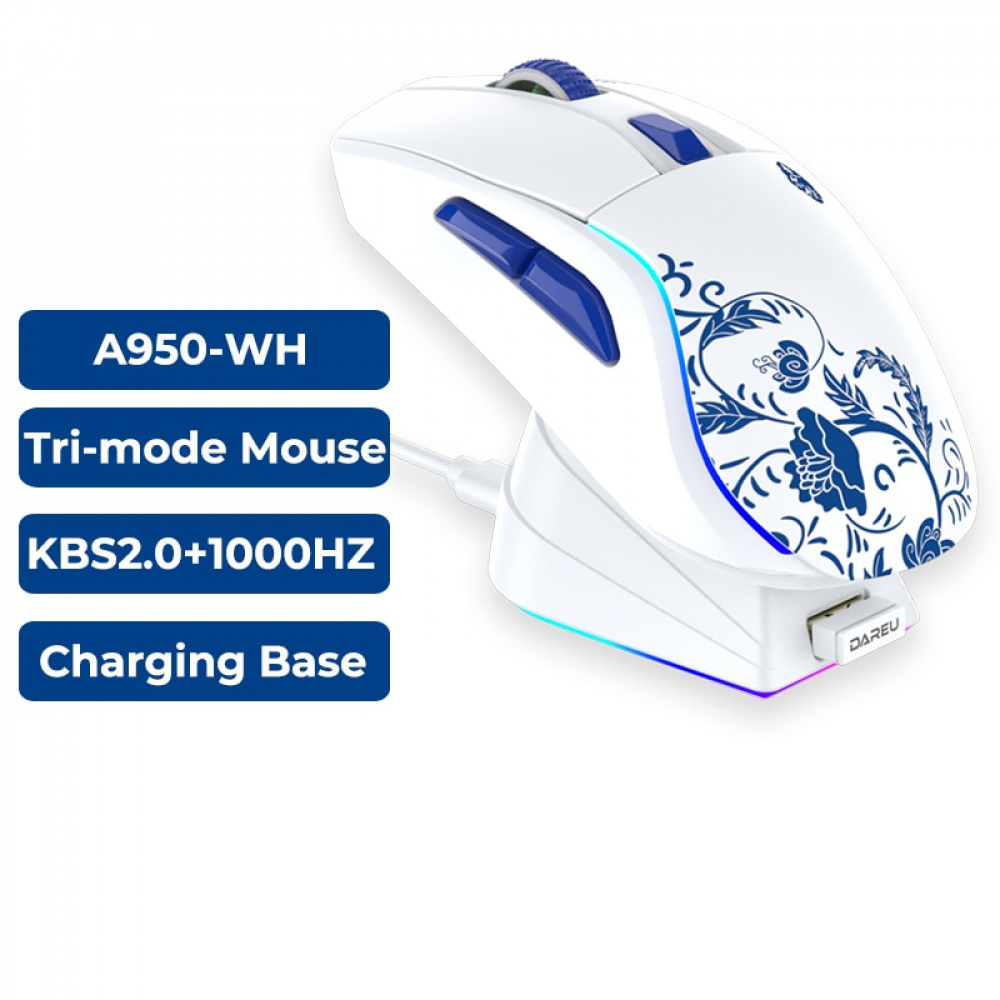 A950-WH
Tri-mode Mouse
KBS2.0+1000HZ
Charging Base
DAREU